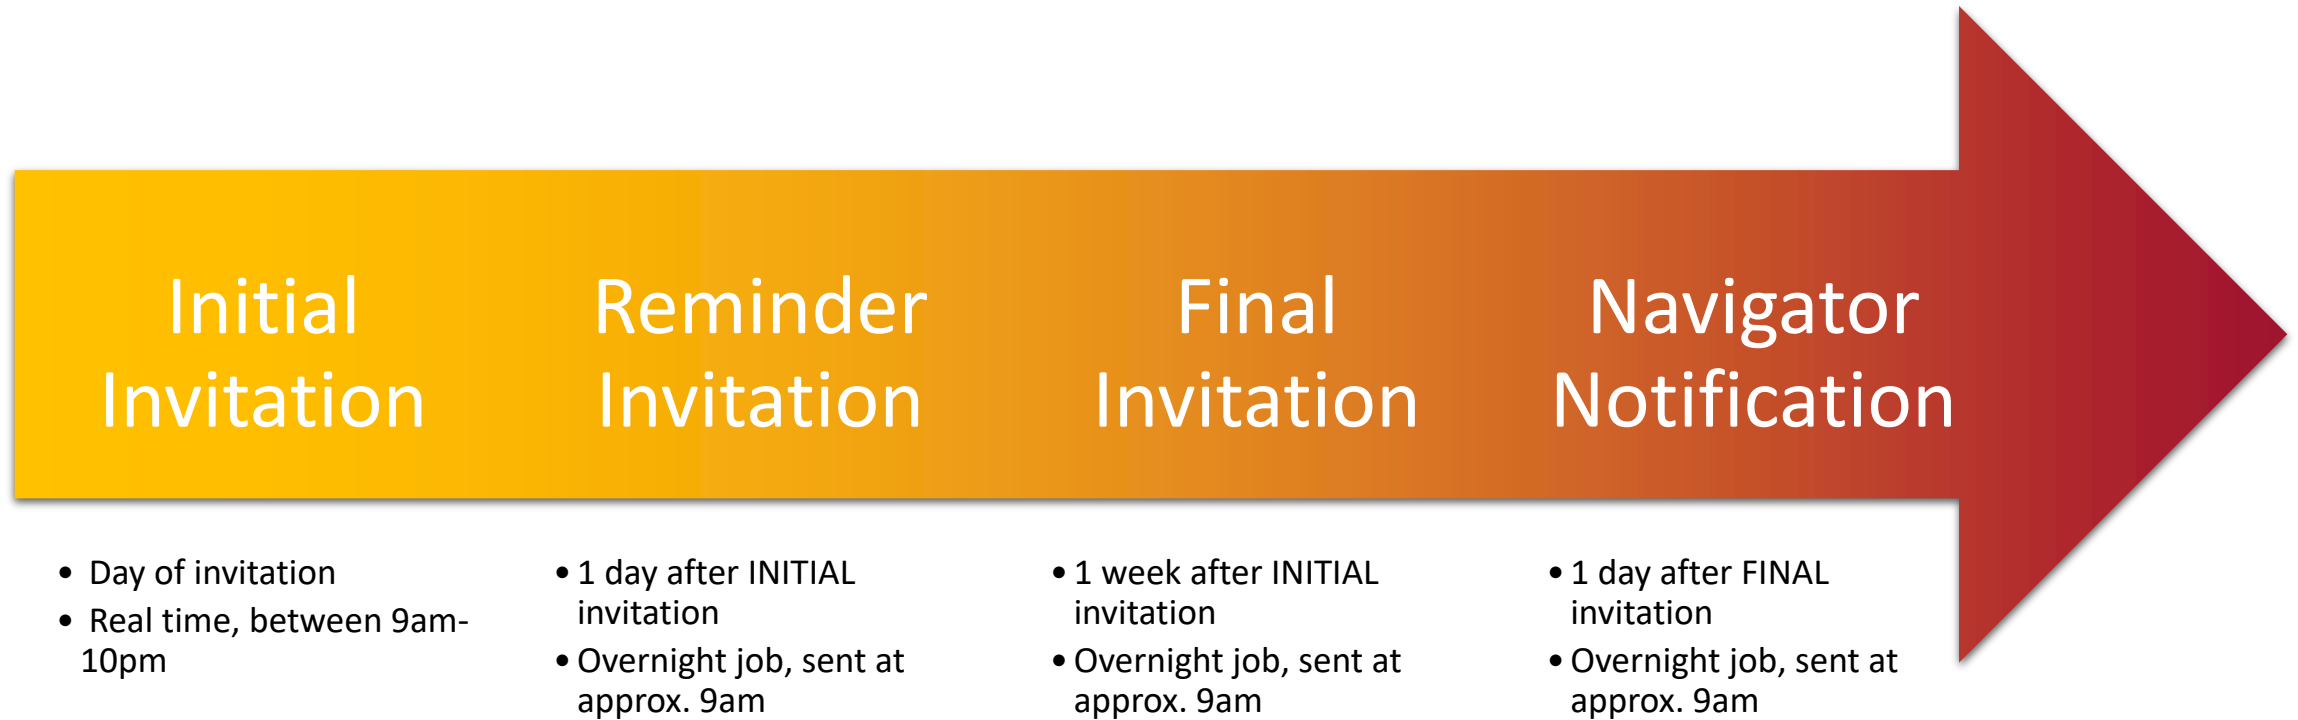 Initial
Invitation
Reminder
Invitation
Final
Invitation
Navigator
Notification
• Day of invitation
• Real time, between 9am-
10pm
• 1 day after INITIAL
invitation
• Overnight job, sent at
approx. 9am
• 1 week after INITIAL
invitation
• Overnight job, sent at
approx. 9am
• 1 day after FINAL
invitation
• Overnight job, sent at
approx. 9am